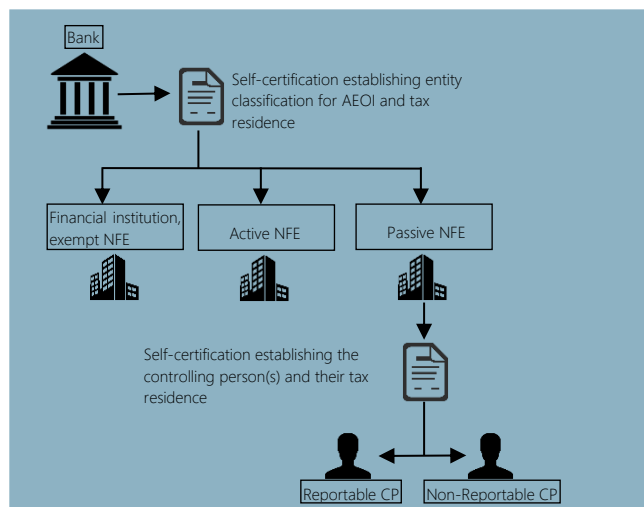 Bank
Self-certification establishing entity
classification for AEOI and tax
residence
Financial institution,
exempt NFE
Active NFE
Passive NFE
Self-certification establishing the
controlling person(s) and their tax
residence
Reportable CP
Non-Reportable CP